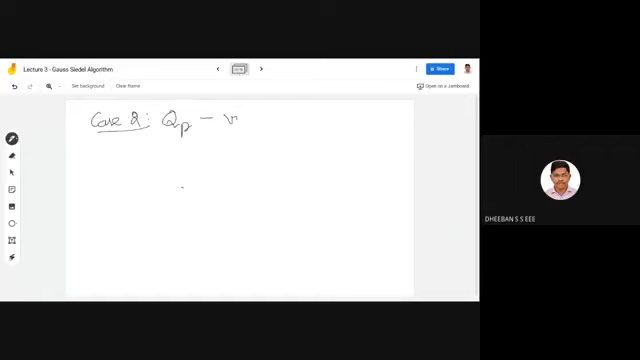 Lecture 3 - Gauss Siedel Algorithm
Share
Set background
Clear frame
Open on a Jamboard
Case 2: Qp - v
DHEEBAN S S EEE